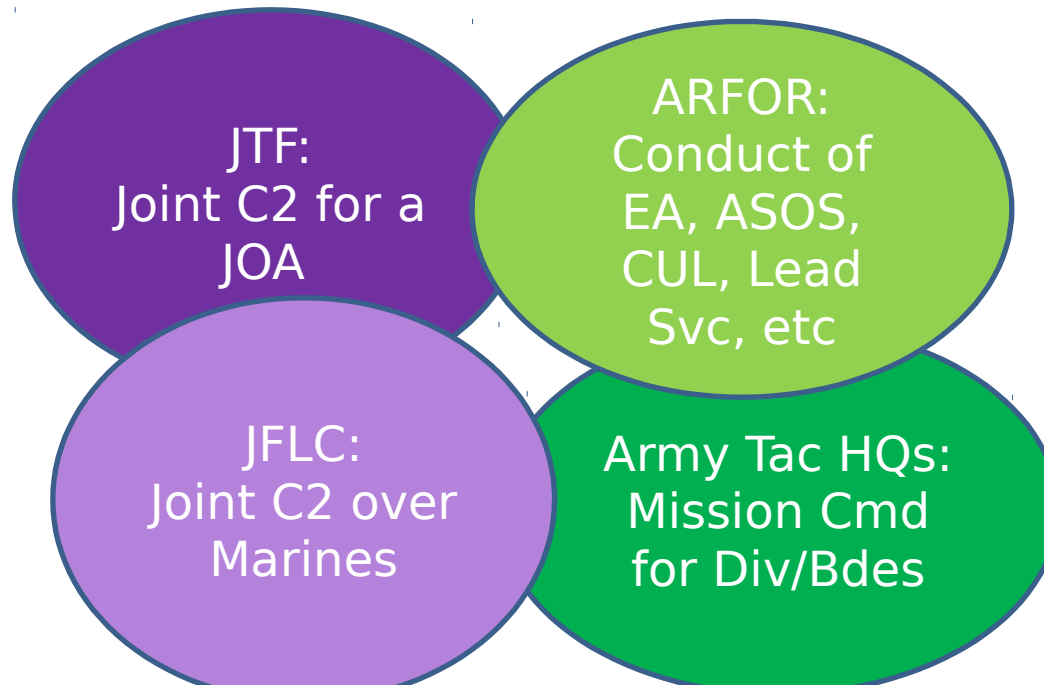 JTF:
Joint C2 for a
JOA
ARFOR:
Conduct of
EA, ASOS,
CUL, Lead
Svc, etc
JFLC:
Joint C2 over
Marines
Army Tac HQs:
Mission Cmd
for Div/Bdes